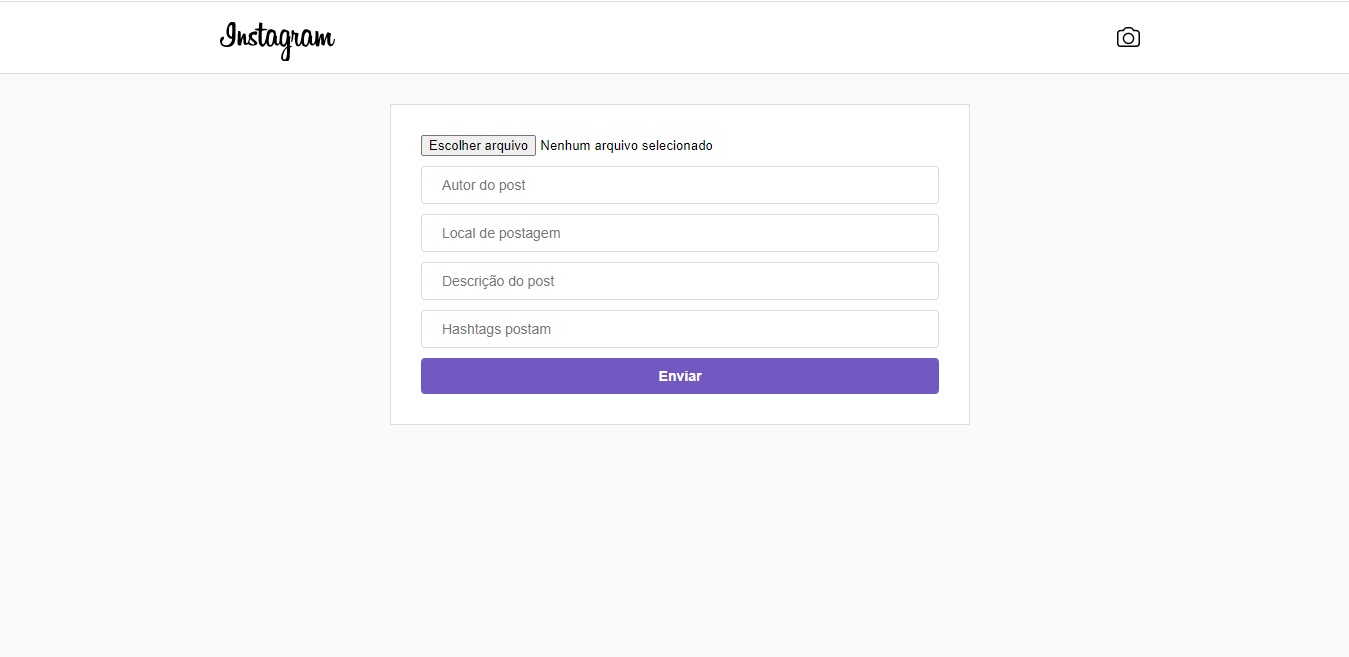 Instagram
Escolher arquivo Nenhum arquivo selecionado
Autor do post
Local de postagem
Descrição do post
Hashtags postam
Enviar